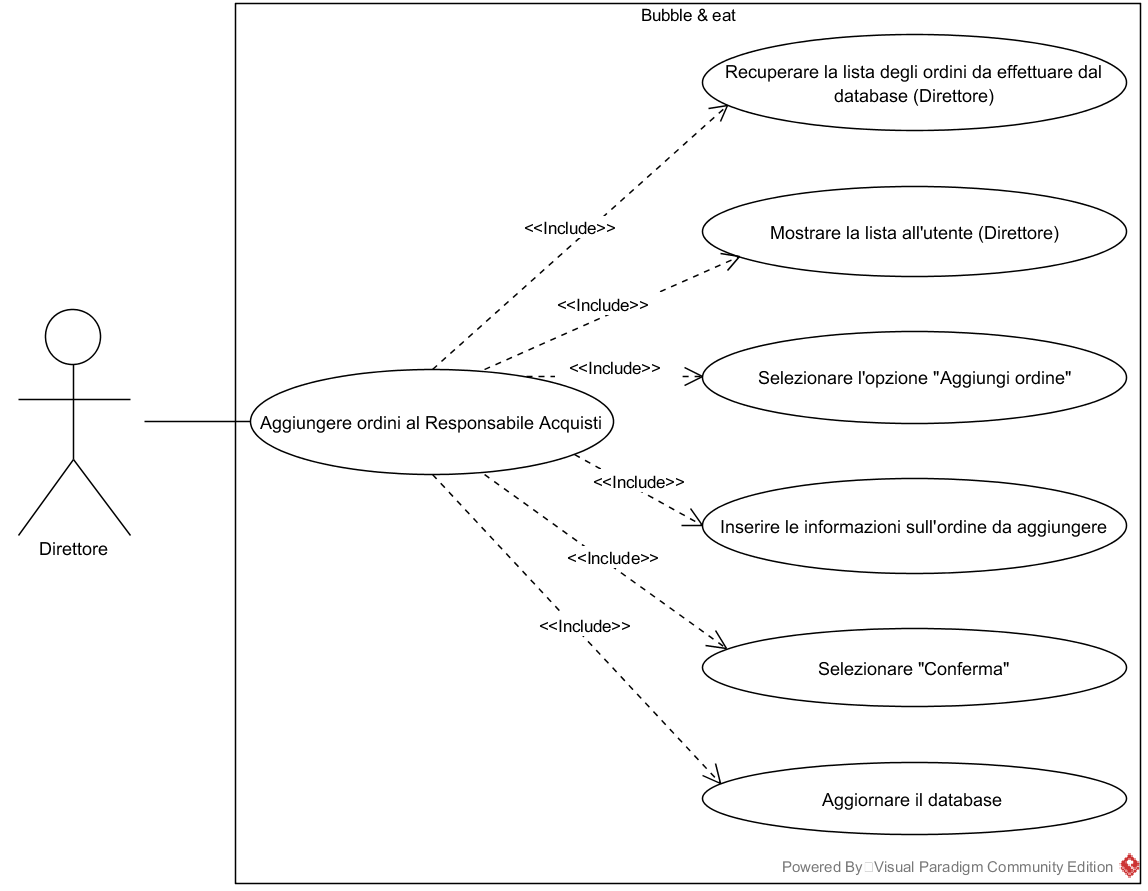 Bubble & eat
Recuperare la lista degli ordini da effettuare dal
database (Direttore)
<<Include>>
Mostrare la lista all'utente (Direttore)
<<Include>>
<<Include>>
Selezionare l'opzione "Aggiungi ordine"
Aggiungere ordini al Responsabile Acquisti
<<Include>>
Inserire le informazioni sull'ordine da aggiungere
Direttore
<<Include>>
<<Include>>
Selezionare "Conferma"
Aggiornare il database
Powered By Visual Paradigm Community Edition